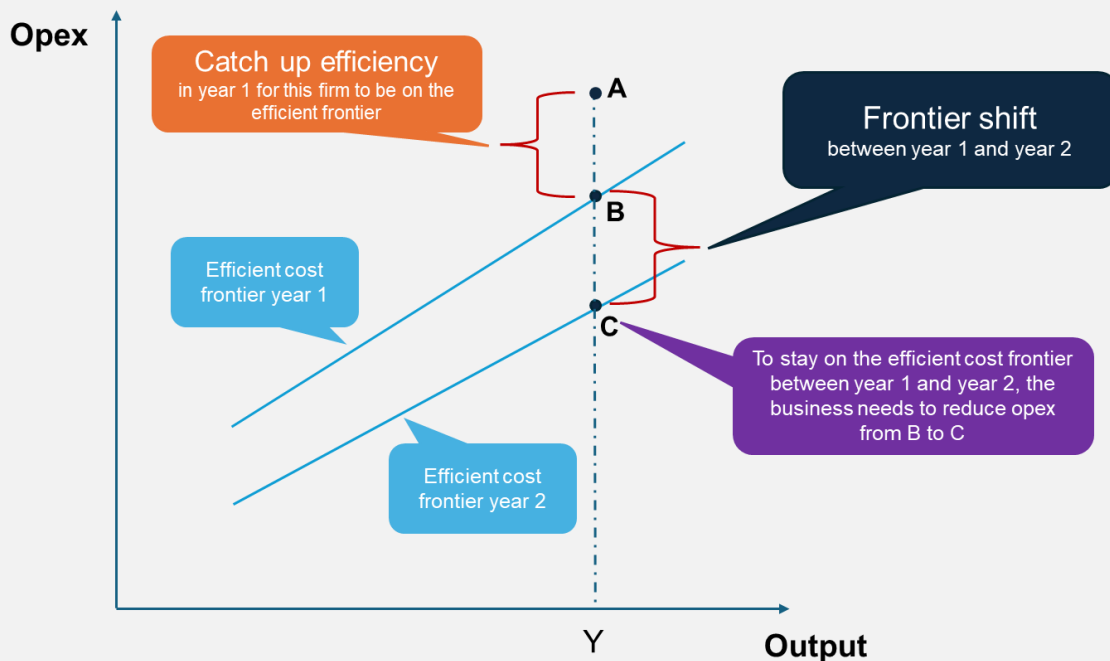 Opex
Catch up efficiency
in year 1 for this firm to be on the
efficient frontier
A
Frontier shift
between year 1 and year 2
B
Efficient cost
frontier year 1
C
To stay on the efficient cost frontier
between year 1 and year 2, the
business needs to reduce opex
from B to C
Efficient cost
frontier year 2
Y
Output